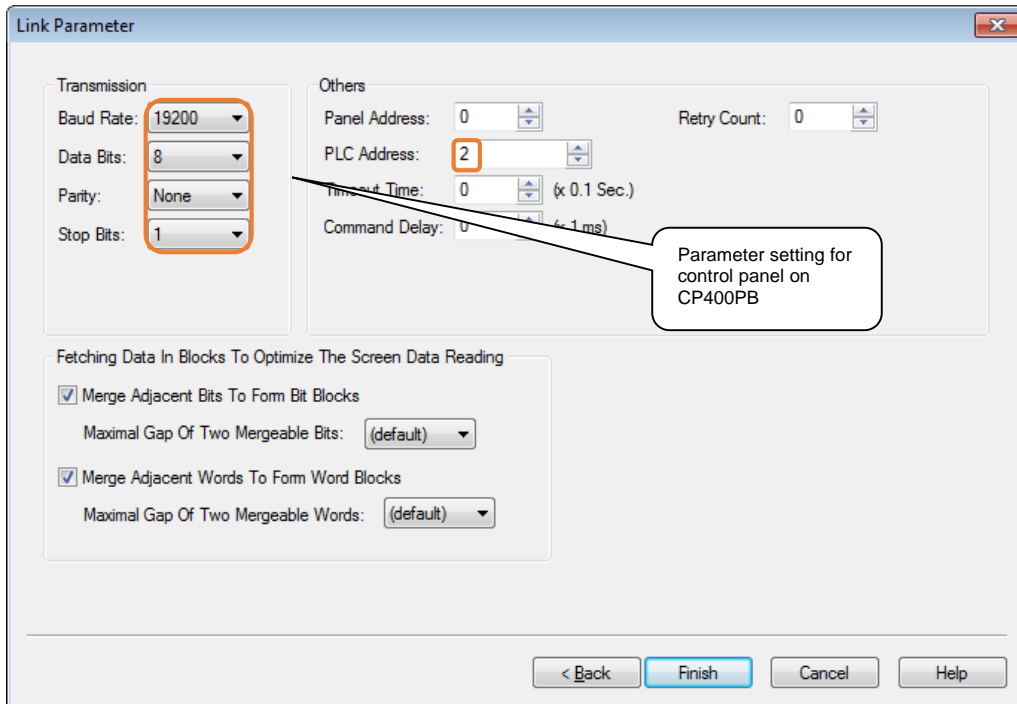 Link Parameter
Transmission
Baud Rate: 19200
Data Bits: 8
Parity: None
Stop Bits: 1
Others
Panel Address: 0
Retry Count: 0
PLC Address: 2
Timeout Time: 0 (x 0.1 Sec.)
Command Delay: 0 (x 1 ms)
Parameter setting for
control panel on
CP400PB
Fetching Data In Blocks To Optimize The Screen Data Reading
Merge Adjacent Bits To Form Bit Blocks
Maximal Gap Of Two Mergeable Bits: (default)
Merge Adjacent Words To Form Word Blocks
Maximal Gap Of Two Mergeable Words: (default)
< Back Finish Cancel Help